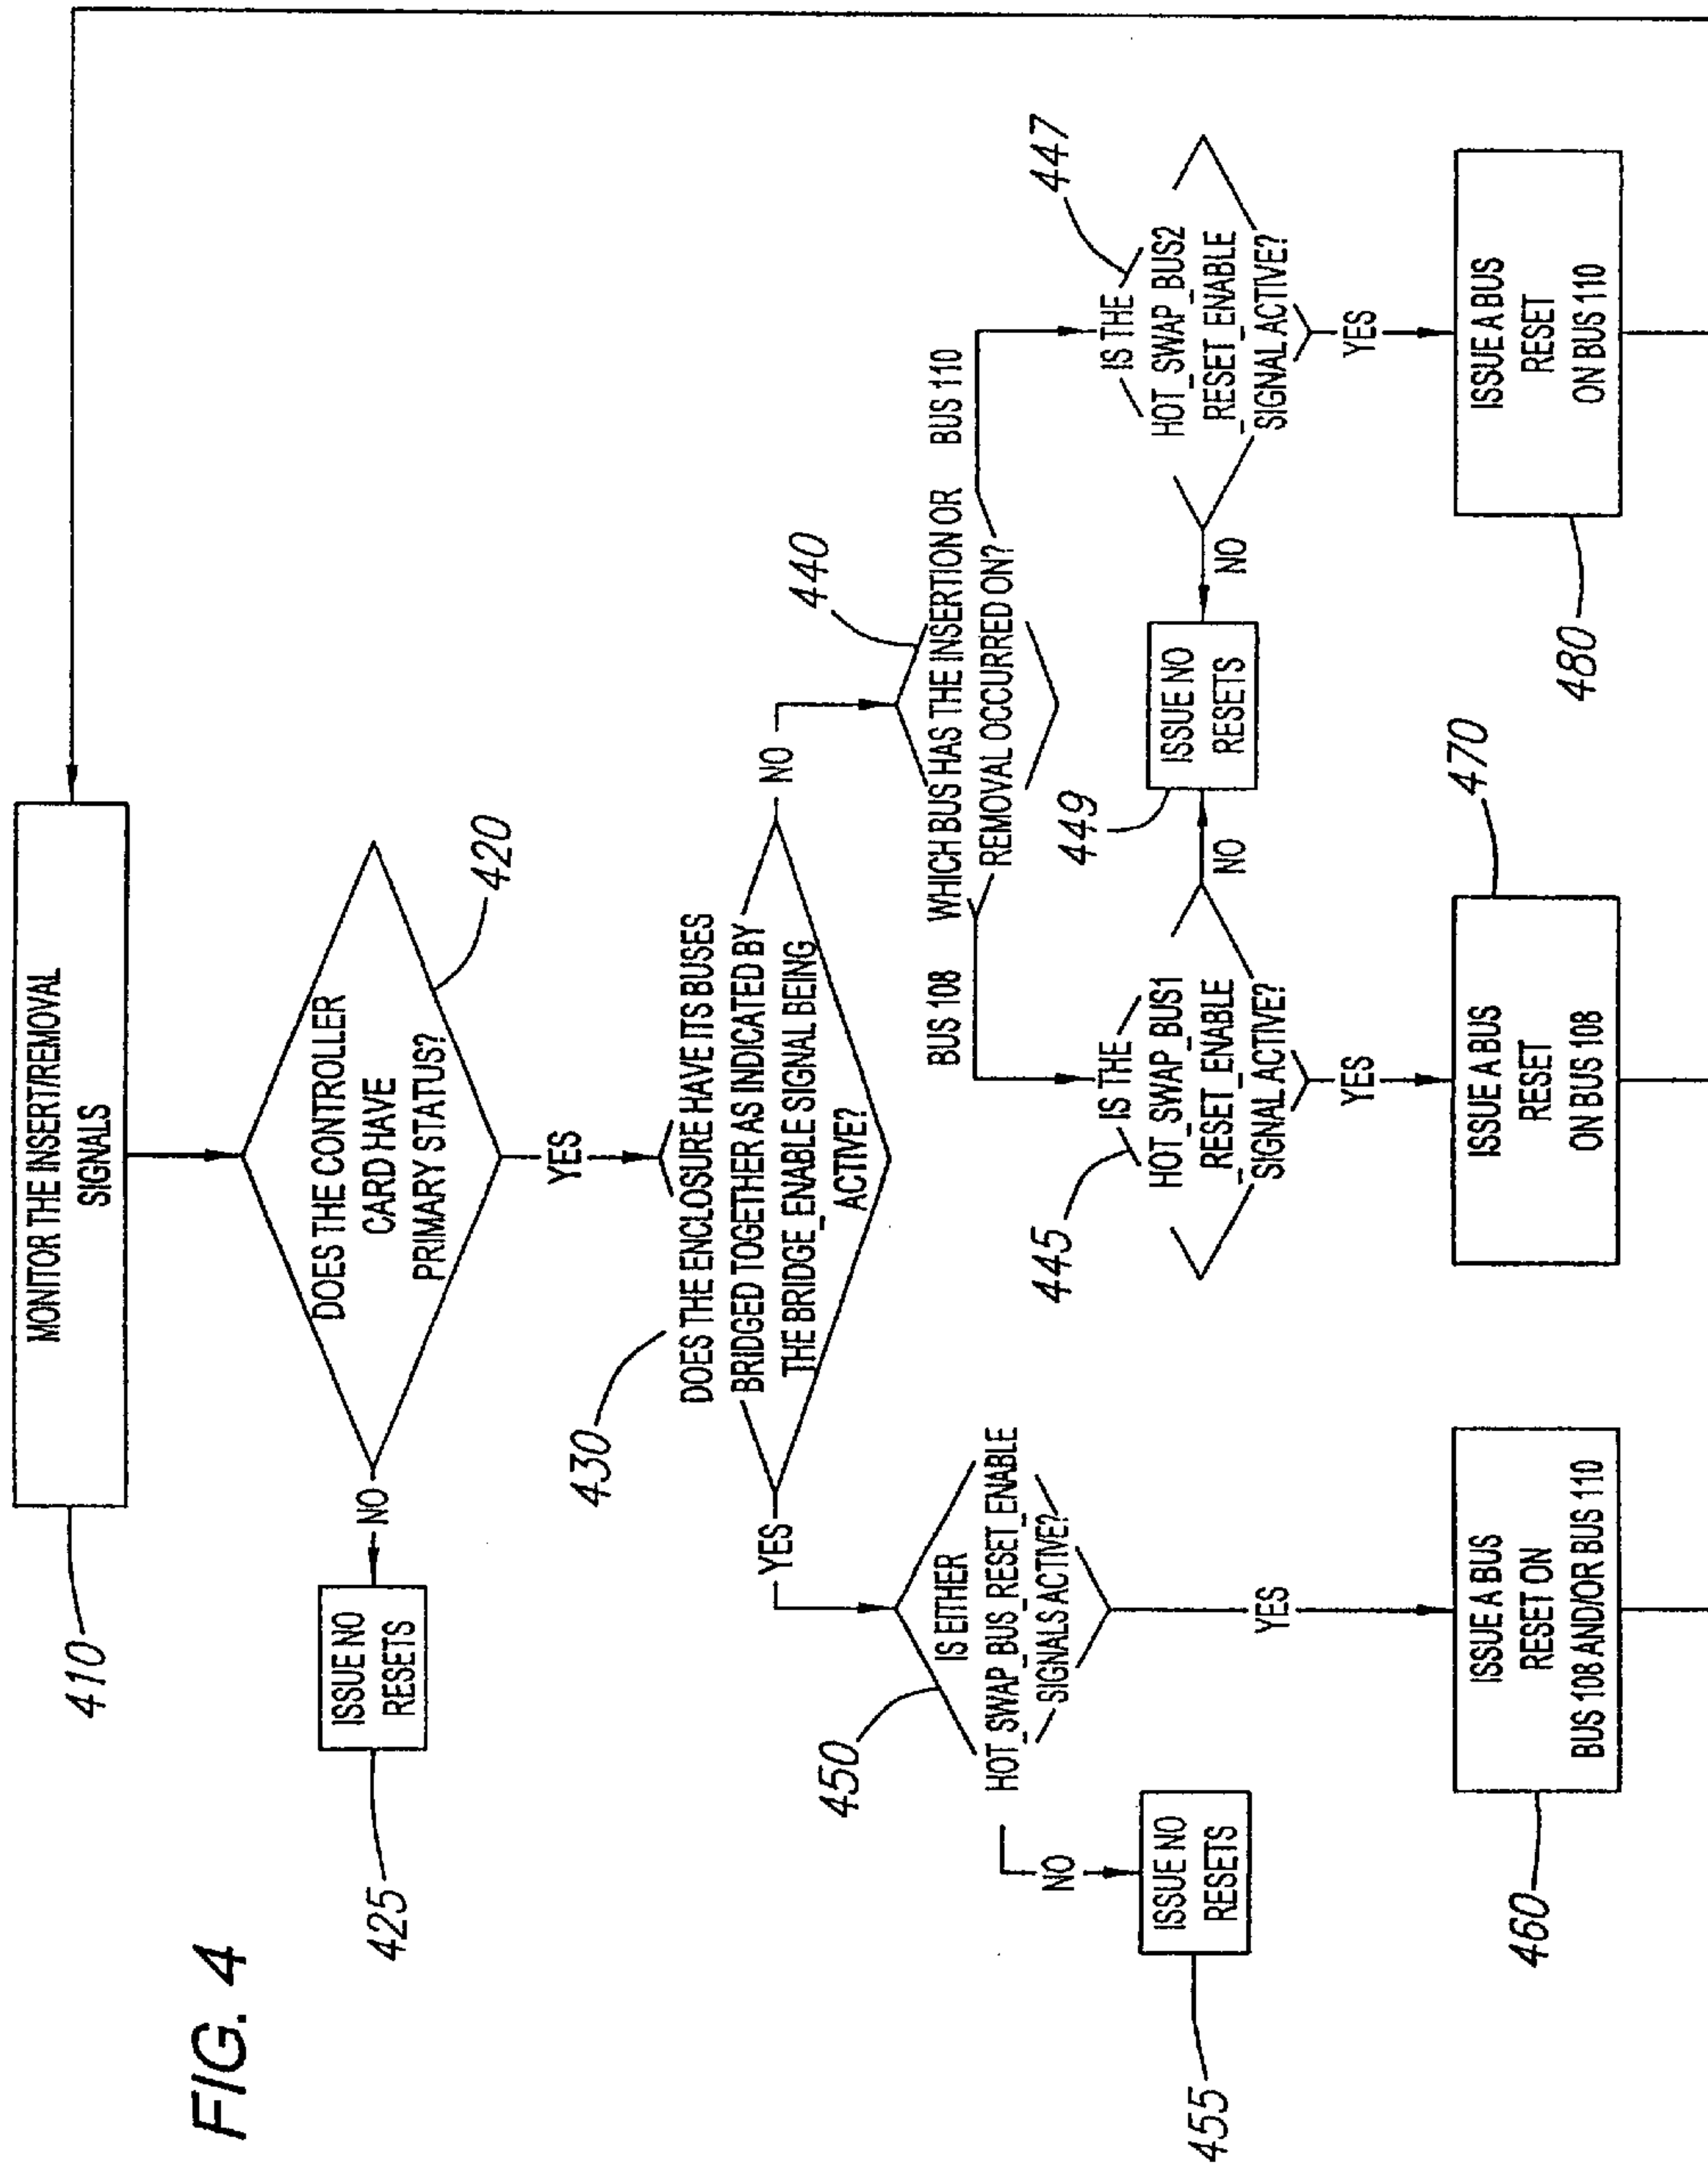 FIG. 4
410
MONITOR THE INSERT/REMOVAL
SIGNALS
420
DOES THE CONTROLLER
CARD HAVE
PRIMARY STATUS?
NO
YES
425
ISSUE NO
RESETS
430
DOES THE ENCLOSURE HAVE ITS BUSES
BRIDGED TOGETHER AS INDICATED BY
THE BRIDGE_ENABLE SIGNAL BEING
ACTIVE?
YES
NO
440
WHICH BUS HAS THE INSERTION OR
REMOVAL OCCURRED ON?
BUS 108
BUS 110
450
IS EITHER
HOT_SWAP_BUS_RESET_ENABLE
SIGNALS ACTIVE?
NO
YES
455
ISSUE NO
RESETS
445
IS THE
HOT_SWAP_BUS1
_RESET_ENABLE
SIGNAL ACTIVE?
NO
YES
449
ISSUE NO
RESETS
447
IS THE
HOT_SWAP_BUS2
_RESET_ENABLE
SIGNAL ACTIVE?
NO
YES
460
ISSUE A BUS
RESET ON
BUS 108 AND/OR BUS 110
470
ISSUE A BUS
RESET
ON BUS 108
480
ISSUE A BUS
RESET
ON BUS 110